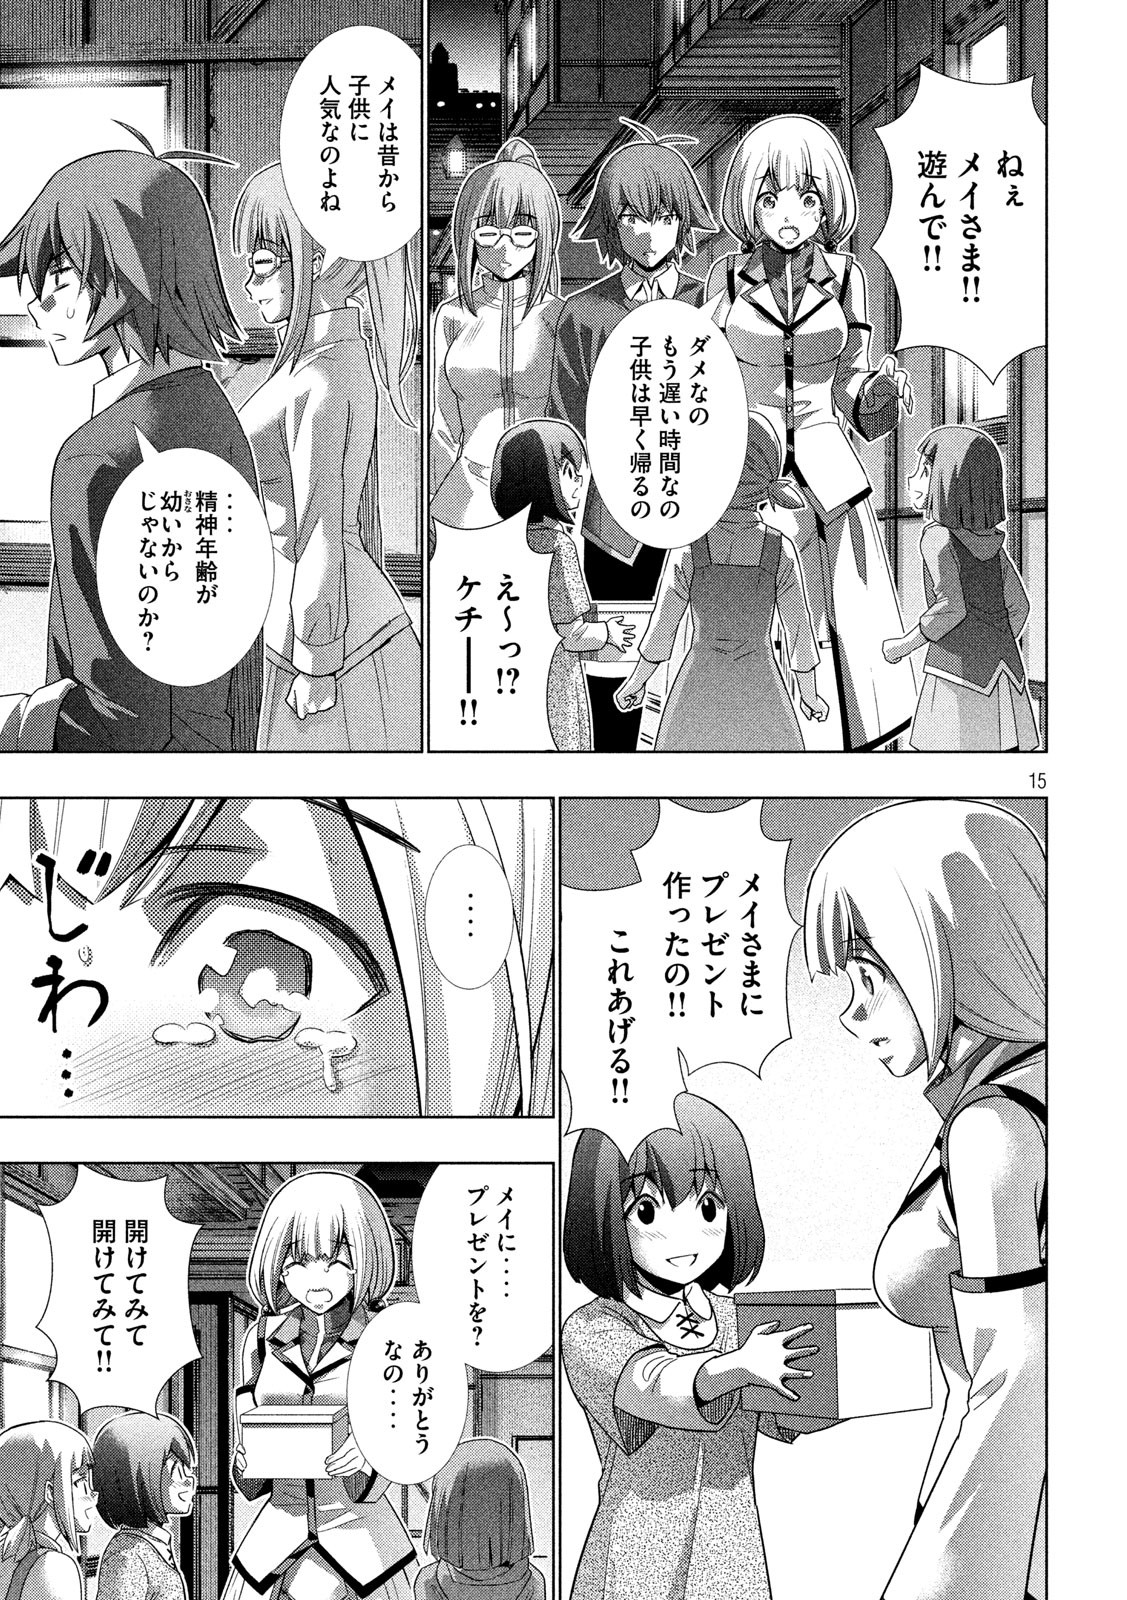 ねぇ
メイさま!!
遊んで!!
ダメなの
もう遅い時間なの
子供は早く帰るの
え〜っ!?
ケチ——!!
メイは昔から
子供に
人気なのよね
‥‥
精神年齢が
幼いから
おさな
じゃないのか?
15
メイさまに
プレゼント
作ったの!!
これあげる!!
‥‥
じわ…
メイに‥‥
プレゼントを?
ありがとう
なの‥‥
開けてみて
開けてみて!!